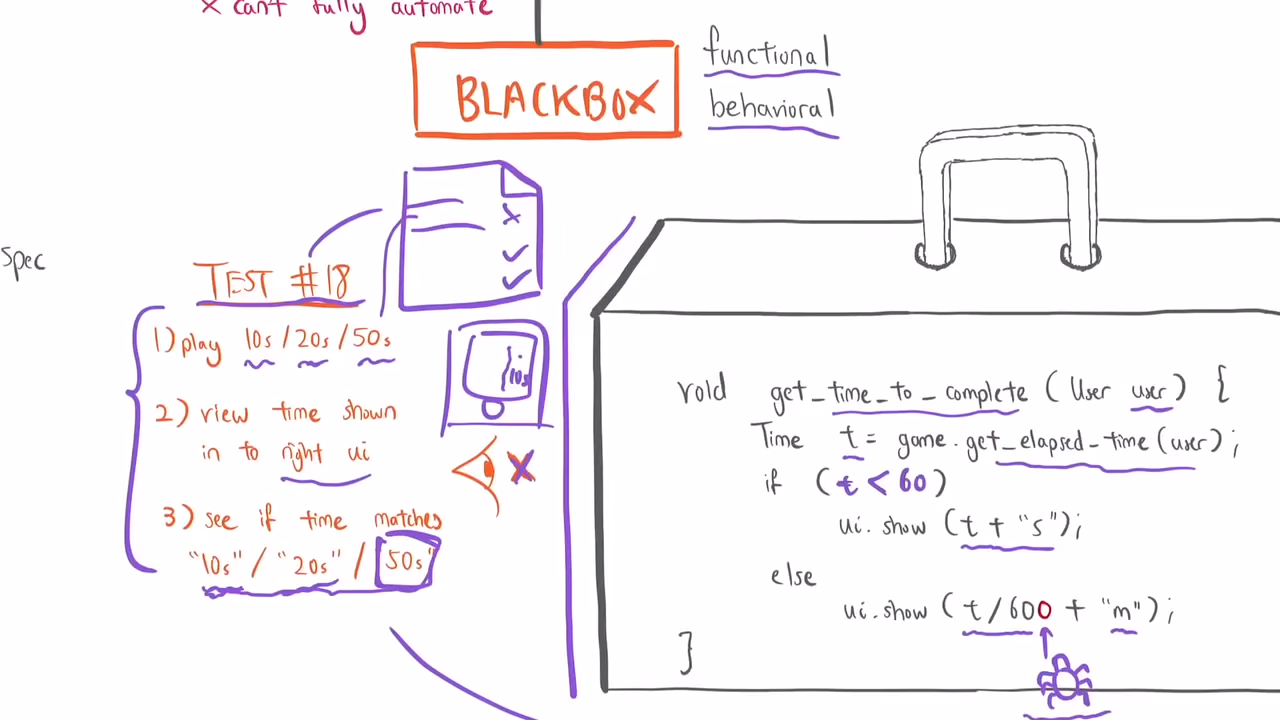 x can't fully automate
BLACKBOX
functional
behavioral
spec
TEST #18
1) play 10s / 20s / 50s
2) view time shown
in to right ui
3) see if time matches
"10s" / "20s" / 50s"
10s
void get_time_to_complete (User user) {
Time t = game.get_elapsed_time(user);
if (t < 60)
ui.show (t + "s");
else
ui.show (t/600 + "m");
}